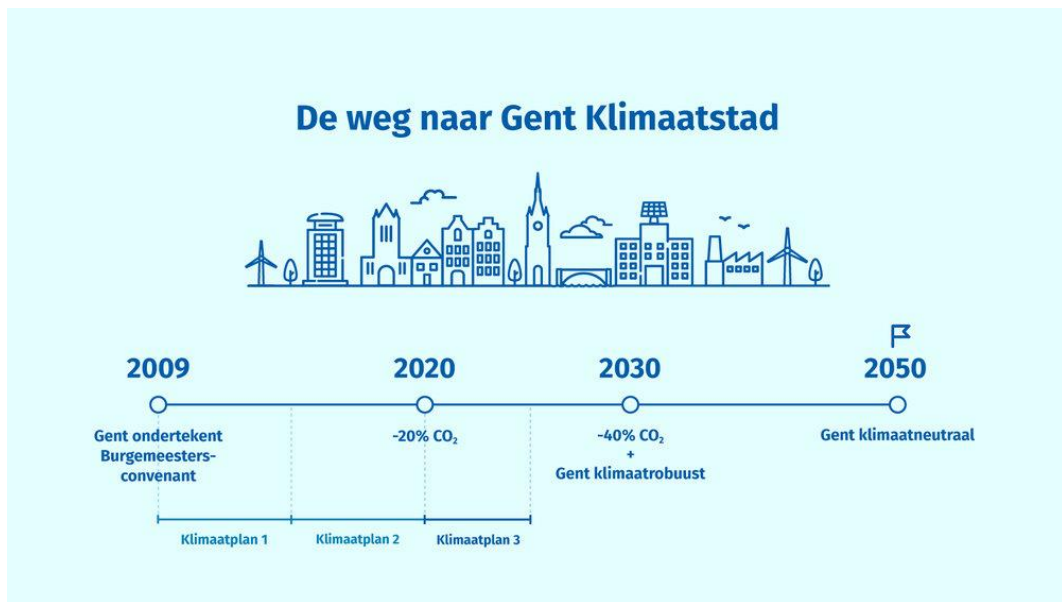 De weg naar Gent Klimaatstad
2009
2020
2030
2050
Gent ondertekent
Burgemeesters-
convenant
-20% CO₂
-40% CO₂
+
Gent klimaatrobuust
Gent klimaatneutraal
Klimaatplan 1
Klimaatplan 2
Klimaatplan 3